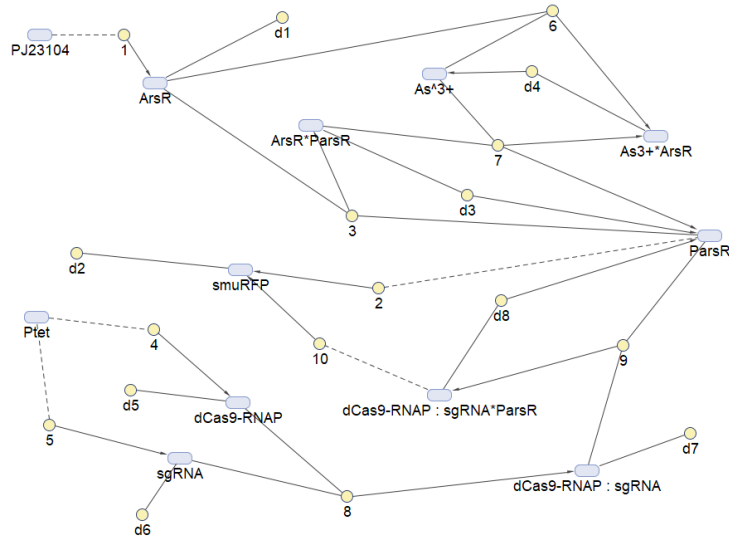 6
d1
PJ23104
1
As^3+
d4
ArsR
ArsR*ParsR
7
As3+*ArsR
d3
3
ParsR
d2
smuRFP
2
d8
Ptet
4
10
9
d5
dCas9-RNAP
dCas9-RNAP : sgRNA*ParsR
5
d7
sgRNA
dCas9-RNAP : sgRNA
8
d6